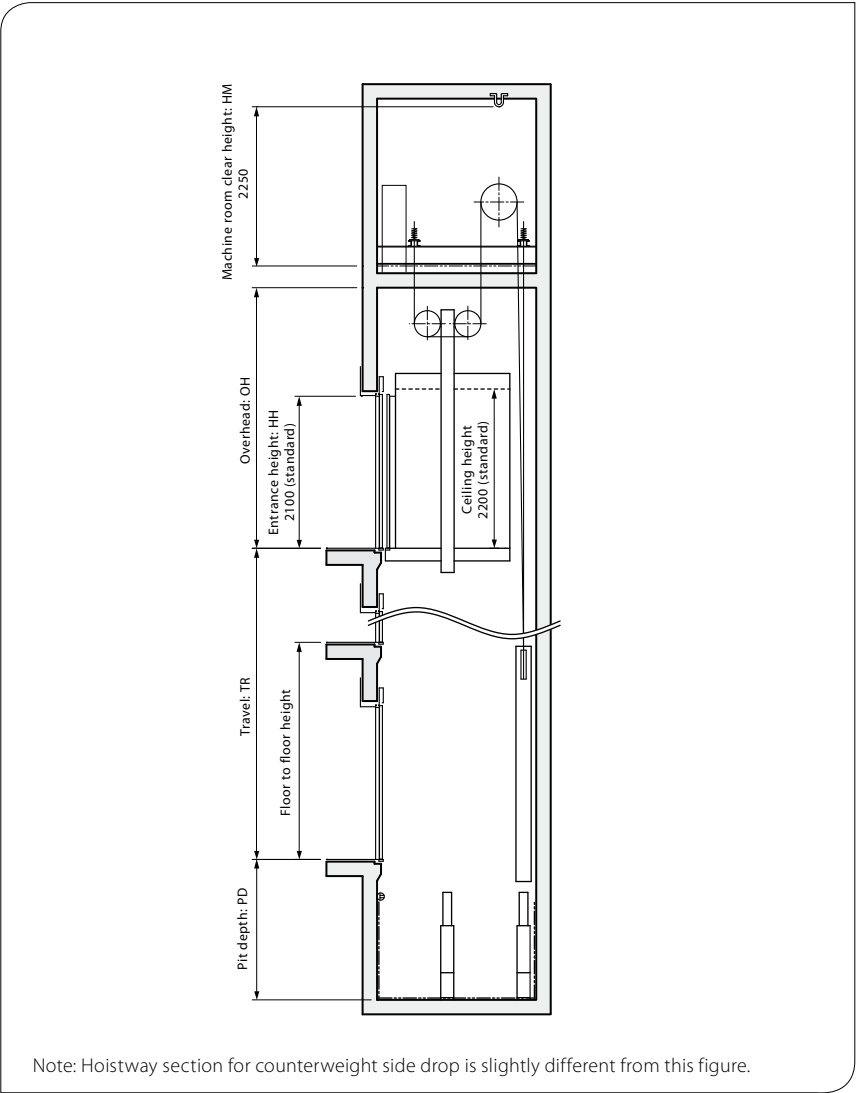 Machine room clear height: HM
2250
Overhead: OH
Entrance height: HH
2100 (standard)
Ceiling height
2200 (standard)
Travel: TR
Floor to floor height
Pit depth: PD
Note: Hoistway section for counterweight side drop is slightly different from this figure.